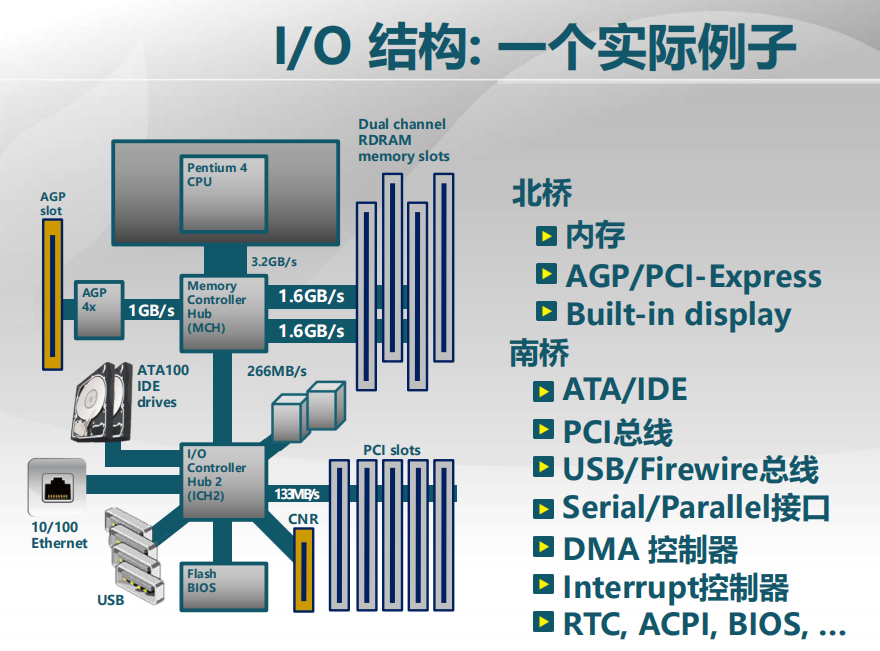 I/O 结构: 一个实际例子
Dual channel
RDRAM
memory slots
Pentium 4
CPU
AGP
slot
3.2GB/s
Memory
Controller
Hub
(MCH)
AGP
4x
1GB/s
1.6GB/s
1.6GB/s
ATA100
IDE
drives
266MB/s
I/O
Controller
Hub 2
(ICH2)
PCI slots
133MB/s
CNR
10/100
Ethernet
USB
Flash
BIOS
北桥
内存
AGP/PCI-Express
Built-in display
南桥
ATA/IDE
PCI总线
USB/Firewire总线
Serial/Parallel接口
DMA 控制器
Interrupt控制器
RTC, ACPI, BIOS, ...